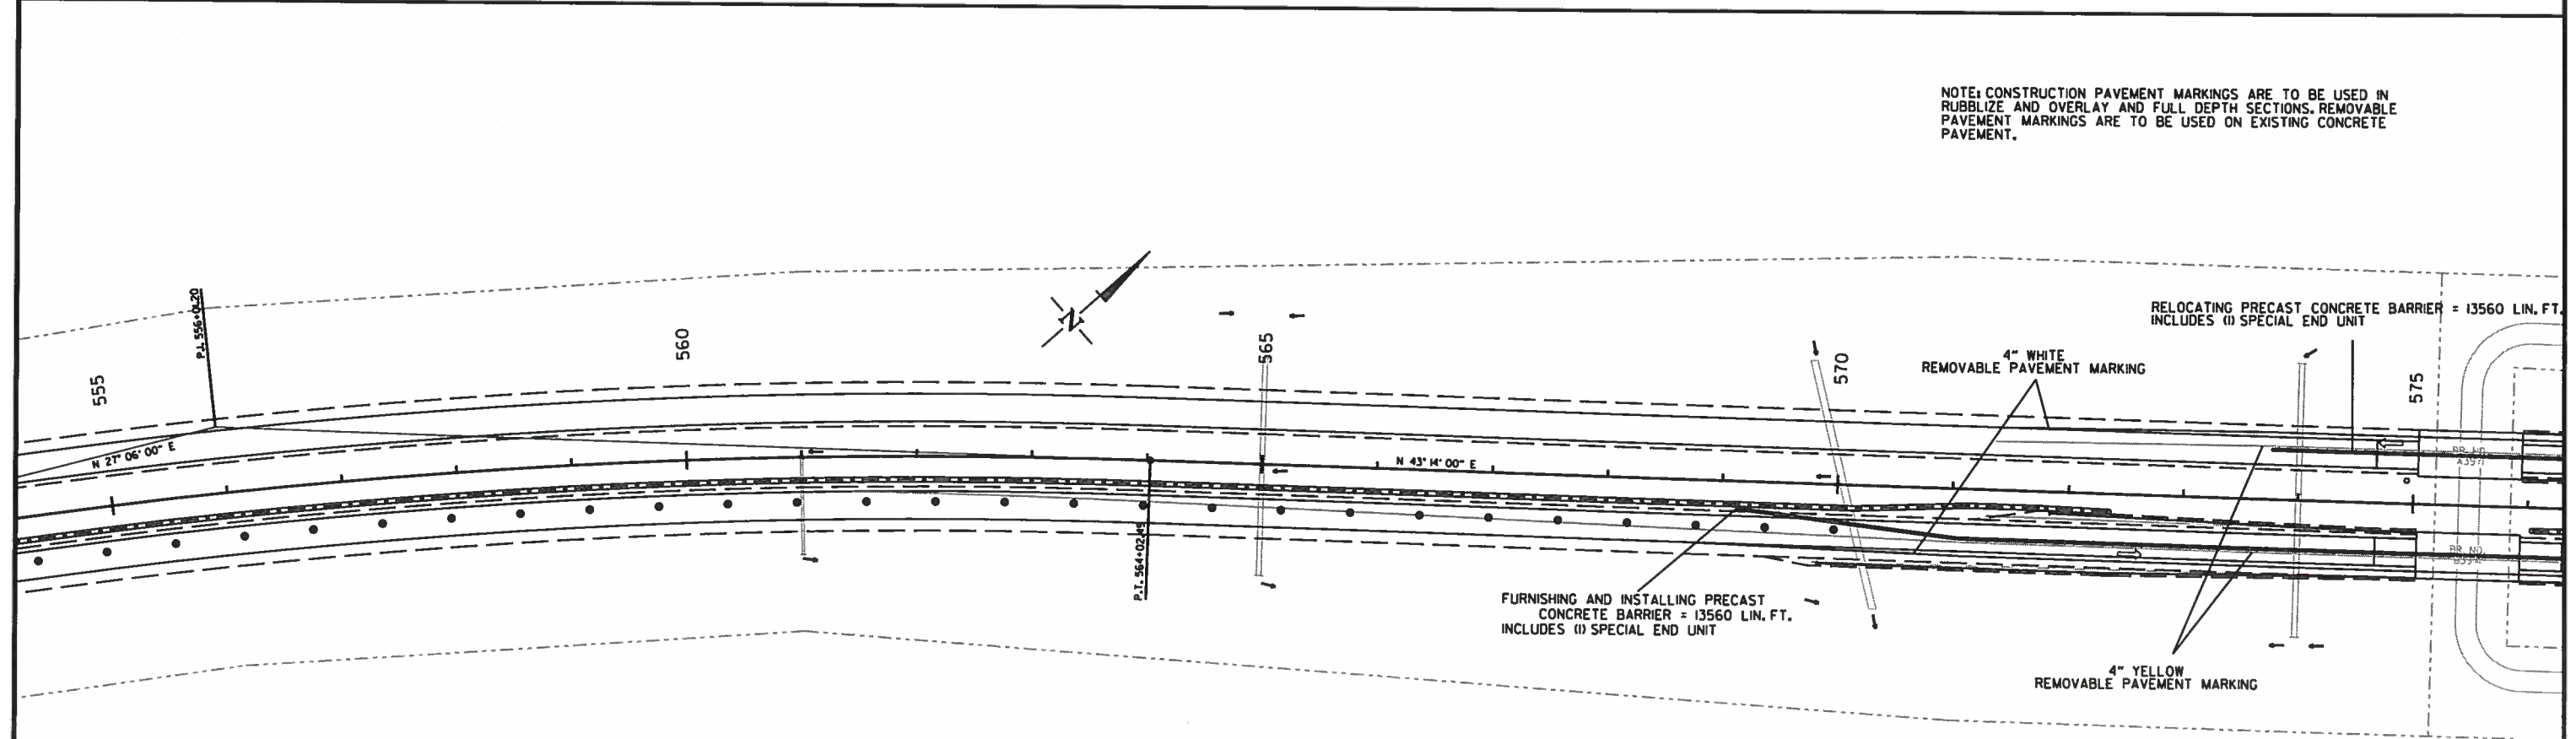 NOTE: CONSTRUCTION PAVEMENT MARKINGS ARE TO BE USED IN
RUBBLIZE AND OVERLAY AND FULL DEPTH SECTIONS. REMOVABLE
PAVEMENT MARKINGS ARE TO BE USED ON EXISTING CONCRETE
PAVEMENT.
RELOCATING PRECAST CONCRETE BARRIER = 13560 LIN. FT.
INCLUDES (1) SPECIAL END UNIT
4" WHITE
REMOVABLE PAVEMENT MARKING
P.I. 556+01.20
N
555
560
565
570
575
N 27° 06' 00" E
N 43° 14' 00" E
P.T. 564+02.45
BR. NO.
BR. NO.
FURNISHING AND INSTALLING PRECAST
CONCRETE BARRIER = 13560 LIN. FT.
INCLUDES (1) SPECIAL END UNIT
4" YELLOW
REMOVABLE PAVEMENT MARKING